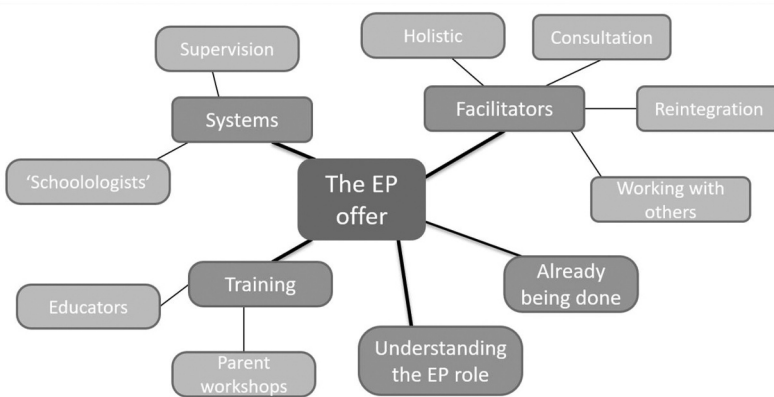 Supervision
Systems
'Schoolologists'
Holistic
Consultation
Facilitators
Reintegration
Working with
others
The EP
offer
Training
Educators
Parent
workshops
Already
being done
Understanding
the EP role